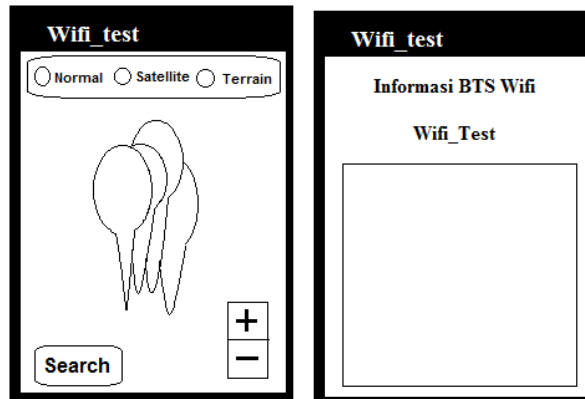 Wifi_test
Normal Satellite Terrain
+
−
Search
Wifi_test
Informasi BTS Wifi
Wifi_Test